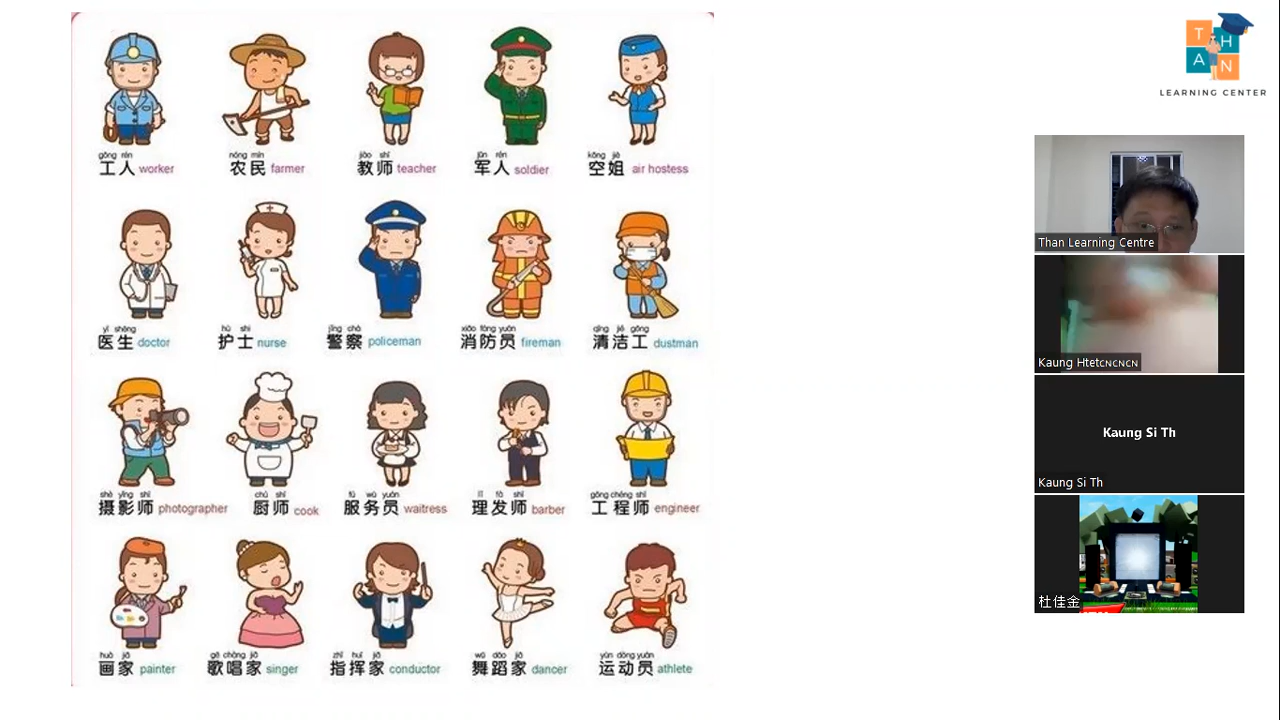 T H
A N
LEARNING CENTER
gōng rén
工人 worker
nóng mín
农民 farmer
jiào shī
教师 teacher
jūn rén
军人 soldier
kōng jiě
空姐 air hostess
yī shēng
医生 doctor
hù shi
护士 nurse
jǐng chá
警察 policeman
xiāo fáng yuán
消防员 fireman
qīng jié gōng
清洁工 dustman
shè yǐng shī
摄影师 photographer
chú shī
厨师 cook
fú wù yuán
服务员 waitress
lǐ fà shī
理发师 barber
gōng chéng shī
工程师 engineer
huà jiā
画家 painter
gē chàng jiā
歌唱家 singer
zhǐ huī jiā
指挥家 conductor
wǔ dǎo jiā
舞蹈家 dancer
yùn dòng yuán
运动员 athlete
Than Learning Centre
Kaung Htetᴄɴᴄɴᴄɴ
Kaung Si Th
Kaung Si Th
杜佳金